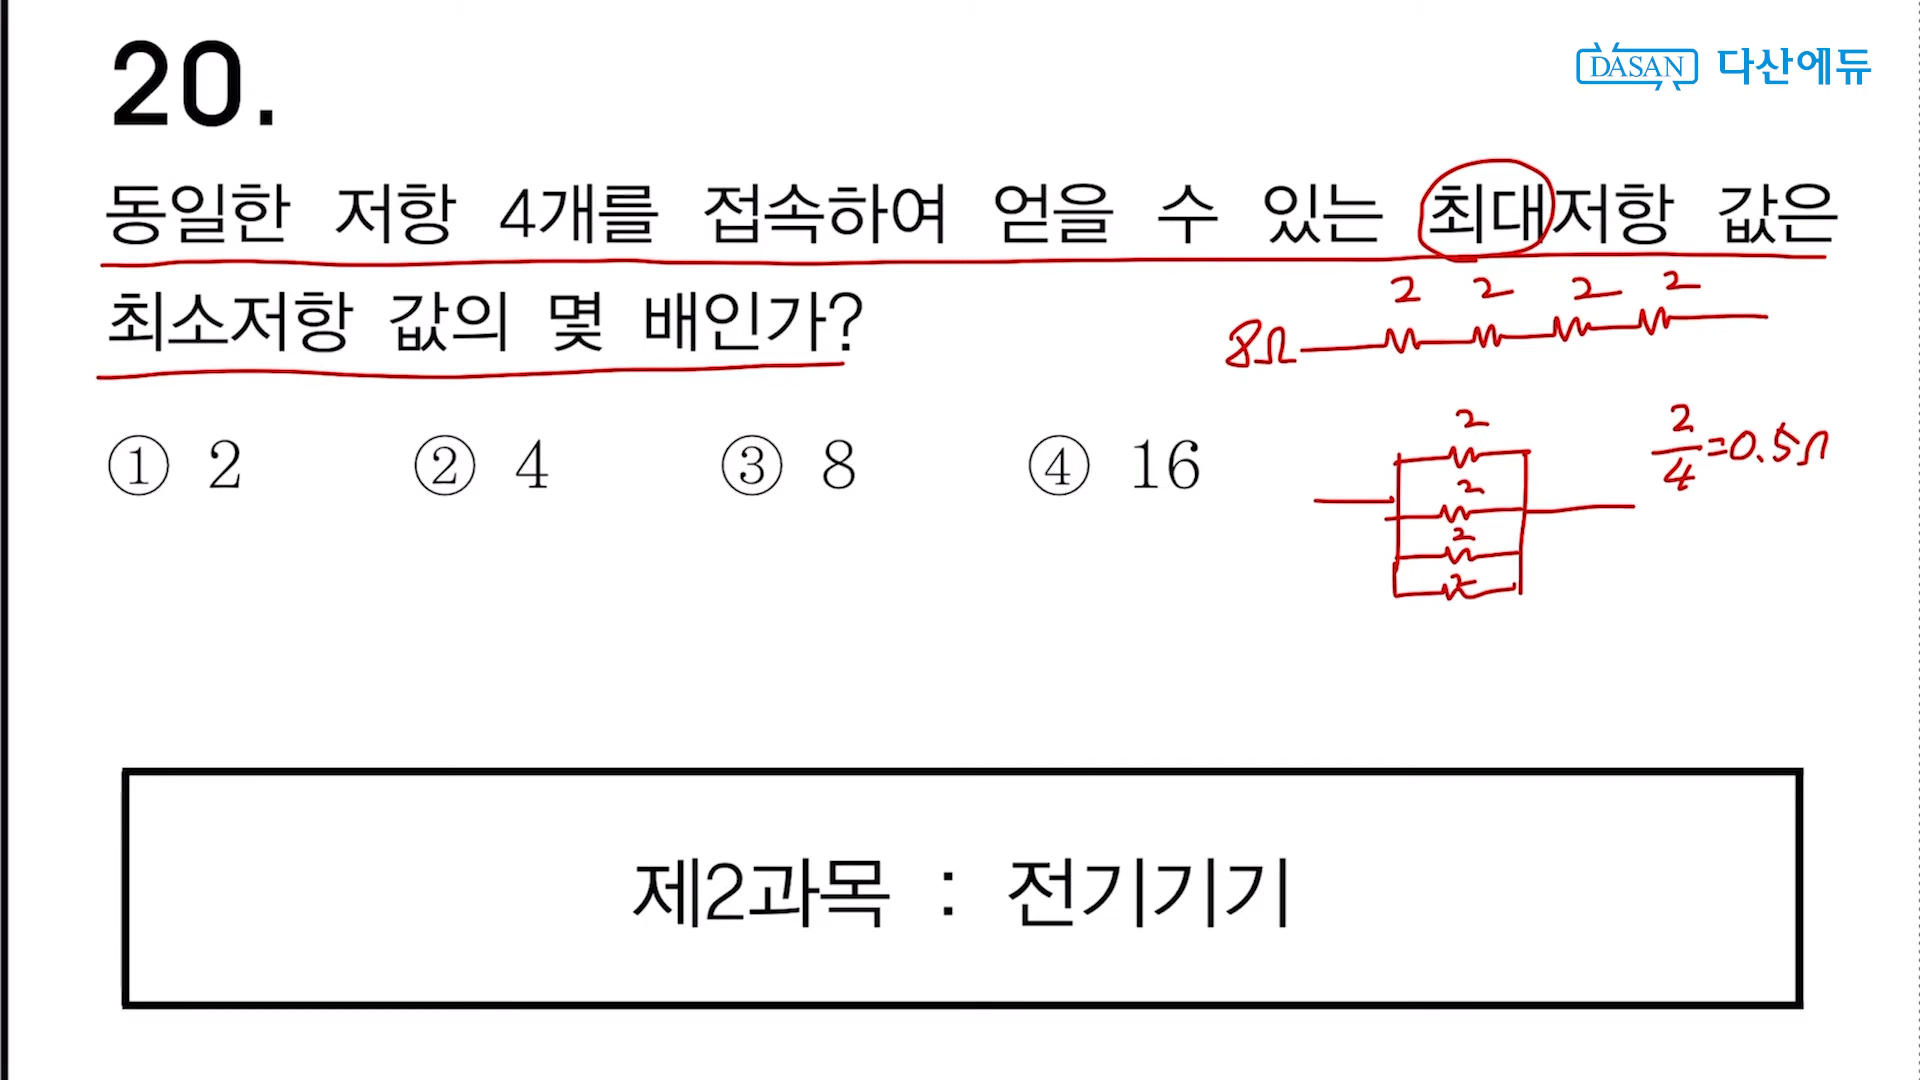 20.
DASAN 다산에듀
동일한 저항 4개를 접속하여 얻을 수 있는 최대저항 값은
최소저항 값의 몇 배인가?
2 2 2 2
8Ω
① 2 ② 4 ③ 8 ④ 16
2
2
2
2
2/4=0.5Ω
제2과목 : 전기기기